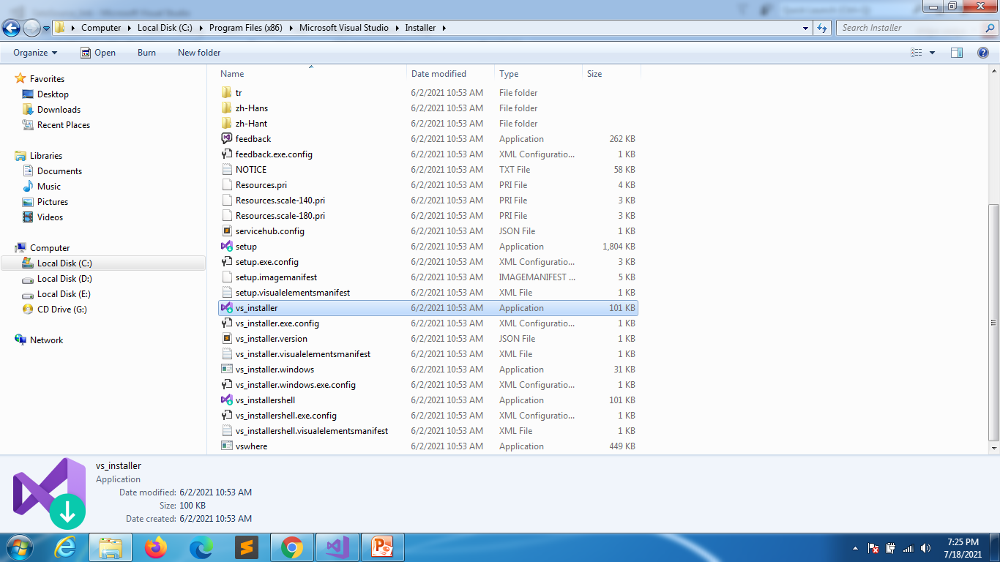 Computer Local Disk (C:) Program Files (x86) Microsoft Visual Studio Installer
Search Installer
Organize Open Burn New folder
Name Date modified Type Size
tr 6/2/2021 10:53 AM File folder
zh-Hans 6/2/2021 10:53 AM File folder
zh-Hant 6/2/2021 10:53 AM File folder
feedback 6/2/2021 10:53 AM Application 262 KB
feedback.exe.config 6/2/2021 10:53 AM XML Configuratio... 1 KB
NOTICE 6/2/2021 10:53 AM TXT File 58 KB
Resources.pri 6/2/2021 10:53 AM PRI File 4 KB
Resources.scale-140.pri 6/2/2021 10:53 AM PRI File 3 KB
Resources.scale-180.pri 6/2/2021 10:53 AM PRI File 3 KB
servicehub.config 6/2/2021 10:53 AM JSON File 1 KB
setup 6/2/2021 10:53 AM Application 1,804 KB
setup.exe.config 6/2/2021 10:53 AM XML Configuratio... 3 KB
setup.imagemanifest 6/2/2021 10:53 AM IMAGEMANIFEST ... 5 KB
setup.visualelementsmanifest 6/2/2021 10:53 AM XML File 1 KB
vs_installer 6/2/2021 10:53 AM Application 101 KB
vs_installer.exe.config 6/2/2021 10:53 AM XML Configuratio... 1 KB
vs_installer.version 6/2/2021 10:53 AM JSON File 1 KB
vs_installer.visualelementsmanifest 6/2/2021 10:53 AM XML File 1 KB
vs_installer.windows 6/2/2021 10:53 AM Application 31 KB
vs_installer.windows.exe.config 6/2/2021 10:53 AM XML Configuratio... 1 KB
vs_installershell 6/2/2021 10:53 AM Application 101 KB
vs_installershell.exe.config 6/2/2021 10:53 AM XML Configuratio... 1 KB
vs_installershell.visualelementsmanifest 6/2/2021 10:53 AM XML File 1 KB
vswhere 6/2/2021 10:53 AM Application 449 KB
Favorites
Desktop
Downloads
Recent Places
Libraries
Documents
Music
Pictures
Videos
Computer
Local Disk (C:)
Local Disk (D:)
Local Disk (E:)
CD Drive (G:)
Network
vs_installer
Application
Date modified: 6/2/2021 10:53 AM
Size: 100 KB
Date created: 6/2/2021 10:53 AM
7:25 PM
7/18/2021